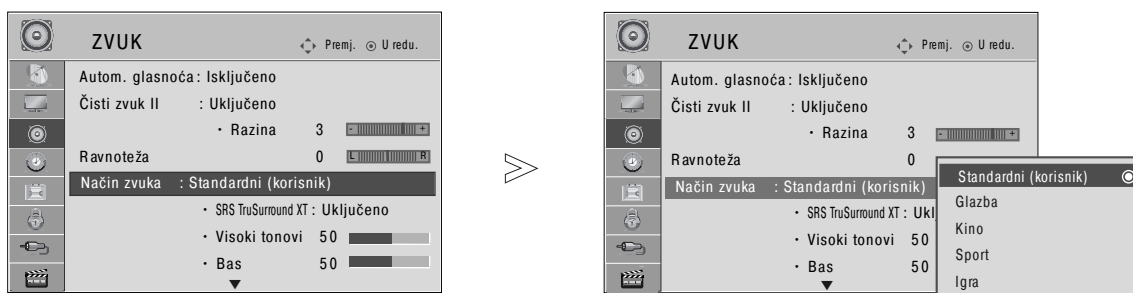 ZVUK Premj. U redu.
Autom. glasnoća : Isključeno
Čisti zvuk II : Uključeno
• Razina 3 - +
Ravnoteža 0 L R
Način zvuka : Standardni (korisnik)
• SRS TruSurround XT : Uključeno
• Visoki tonovi 50
• Bas 50
ZVUK Premj. U redu.
Autom. glasnoća : Isključeno
Čisti zvuk II : Uključeno
• Razina 3 - +
Ravnoteža 0
Način zvuka : Standardni (korisnik)
• SRS TruSurround XT : Uklj
• Visoki tonovi 50
• Bas 50
Standardni (korisnik)
Glazba
Kino
Sport
Igra